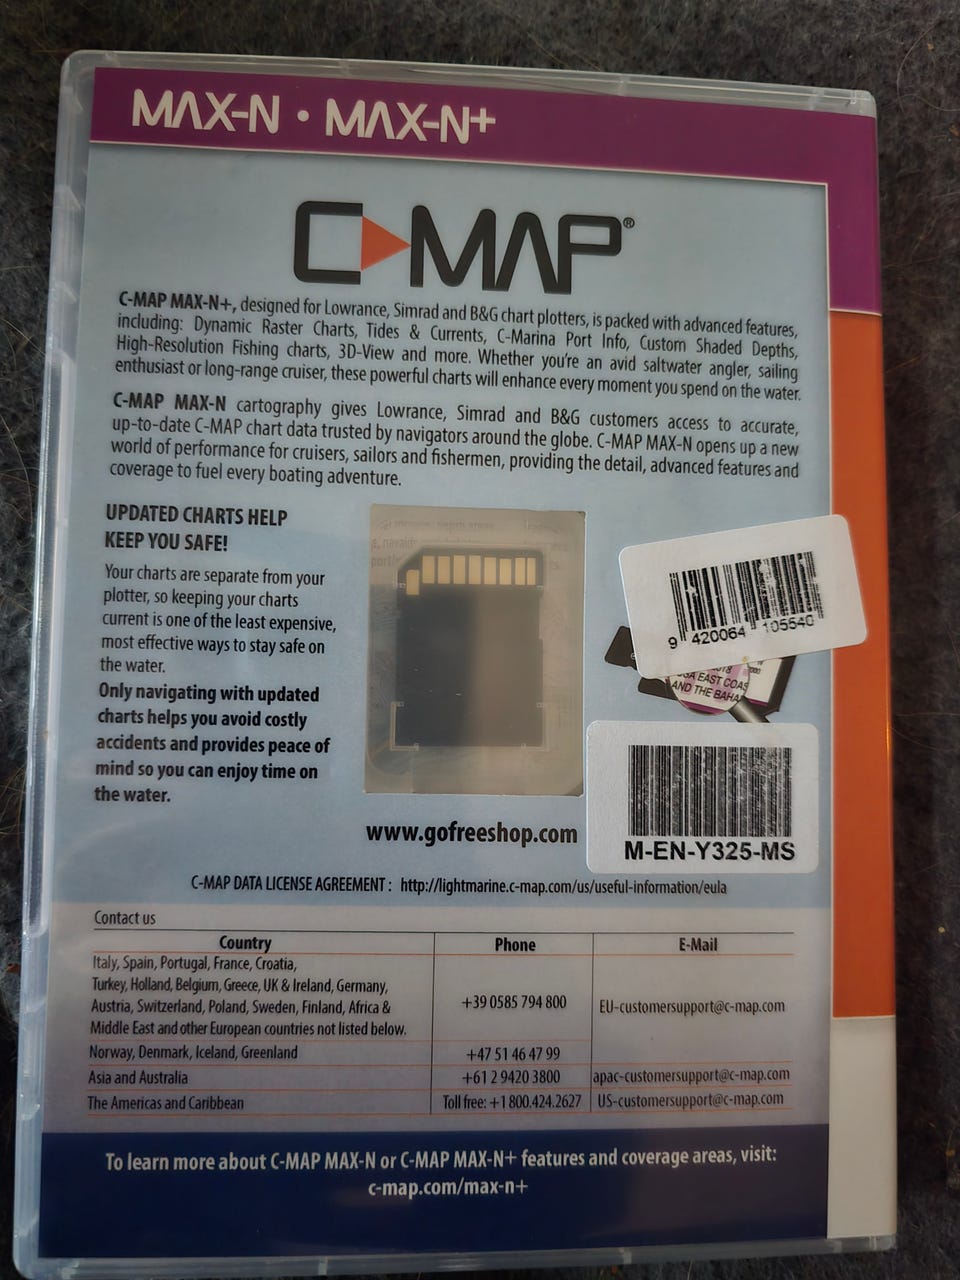 MAX-N • MAX-N+
C-MAP®
C-MAP MAX-N+, designed for Lowrance, Simrad and B&G chart plotters, is packed with advanced features,
including: Dynamic Raster Charts, Tides & Currents, C-Marina Port Info, Custom Shaded Depths,
High-Resolution Fishing charts, 3D-View and more. Whether you're an avid saltwater angler, sailing
enthusiast or long-range cruiser, these powerful charts will enhance every moment you spend on the water.
C-MAP MAX-N cartography gives Lowrance, Simrad and B&G customers access to accurate,
up-to-date C-MAP chart data trusted by navigators around the globe. C-MAP MAX-N opens up a new
world of performance for cruisers, sailors and fishermen, providing the detail, advanced features and
coverage to fuel every boating adventure.
UPDATED CHARTS HELP
KEEP YOU SAFE!
Your charts are separate from your
plotter, so keeping your charts
current is one of the least expensive,
most effective ways to stay safe on
the water.
Only navigating with updated
charts helps you avoid costly
accidents and provides peace of
mind so you can enjoy time on
the water.
9 420064 105540
EAST COAS
AND THE BAHA
M-EN-Y325-MS
www.gofreeshop.com
C-MAP DATA LICENSE AGREEMENT : http://lightmarine.c-map.com/us/useful-information/eula
Contact us
Country Phone E-Mail
Italy, Spain, Portugal, France, Croatia,
Turkey, Holland, Belgium, Greece, UK & Ireland, Germany,
Austria, Switzerland, Poland, Sweden, Finland, Africa &
Middle East and other European countries not listed below.
+39 0585 794 800
EU-customersupport@c-map.com
Norway, Denmark, Iceland, Greenland +47 51 46 47 99
Asia and Australia +61 2 9420 3800 apac-customersupport@c-map.com
The Americas and Caribbean Toll free: +1 800.424.2627 US-customersupport@c-map.com
To learn more about C-MAP MAX-N or C-MAP MAX-N+ features and coverage areas, visit:
c-map.com/max-n+